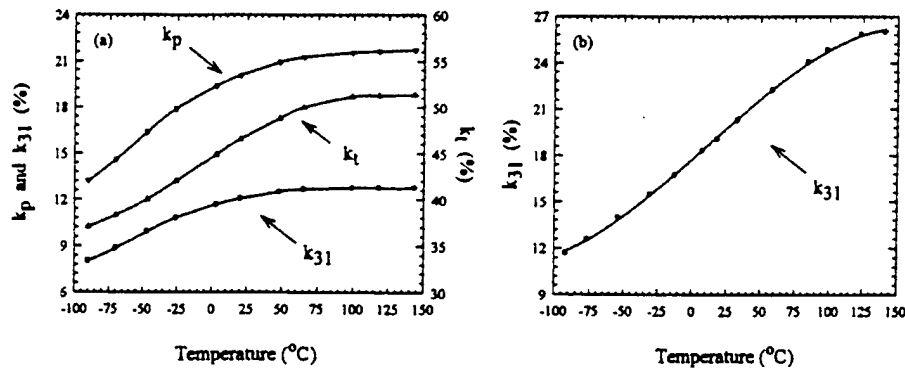 (a)
kp
kt
k31
kp and k31 (%)
24
21
18
15
12
9
6
60
55
50
45
40
35
30
kt (%)
-100 -75 -50 -25 0 25 50 75 100 125 150
Temperature (°C)
(b)
k31
k31 (%)
27
24
21
18
15
12
9
-100 -75 -50 -25 0 25 50 75 100 125 150
Temperature (°C)